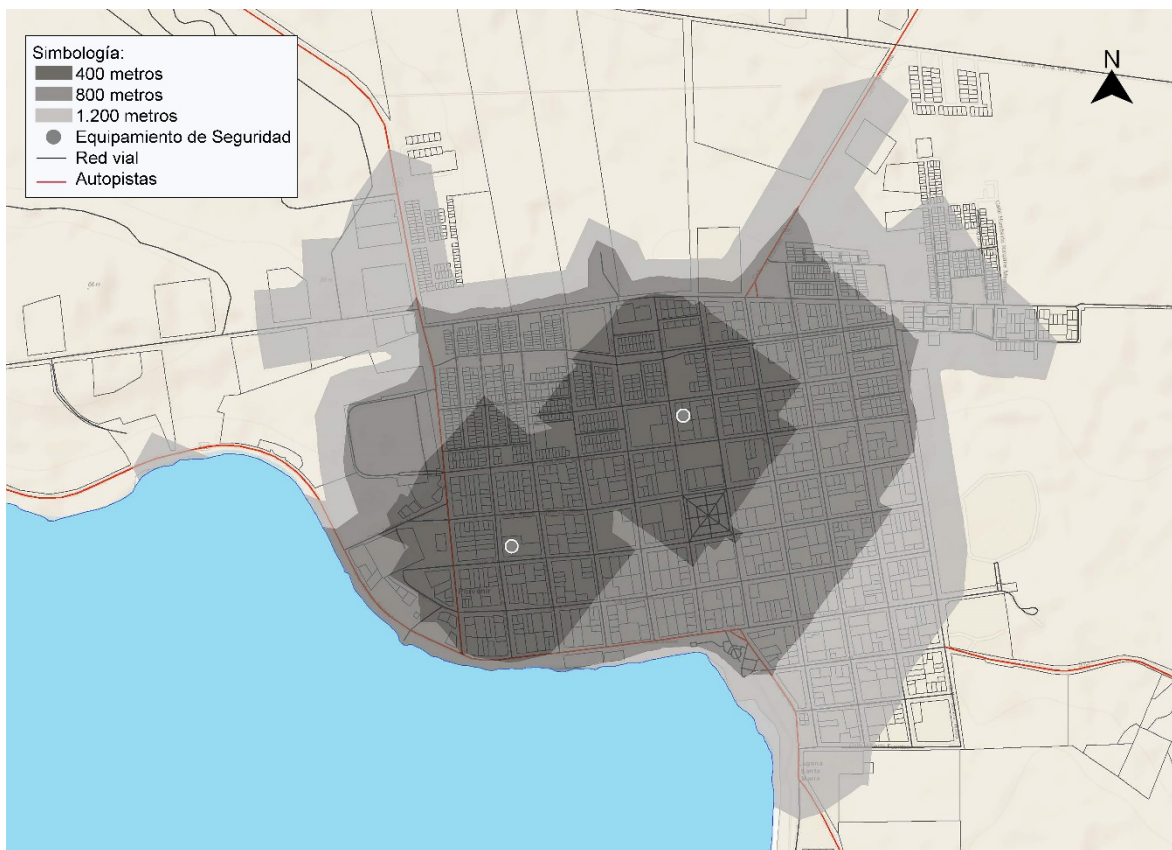 Simbología:
400 metros
800 metros
1.200 metros
Equipamiento de Seguridad
Red vial
Autopistas
N